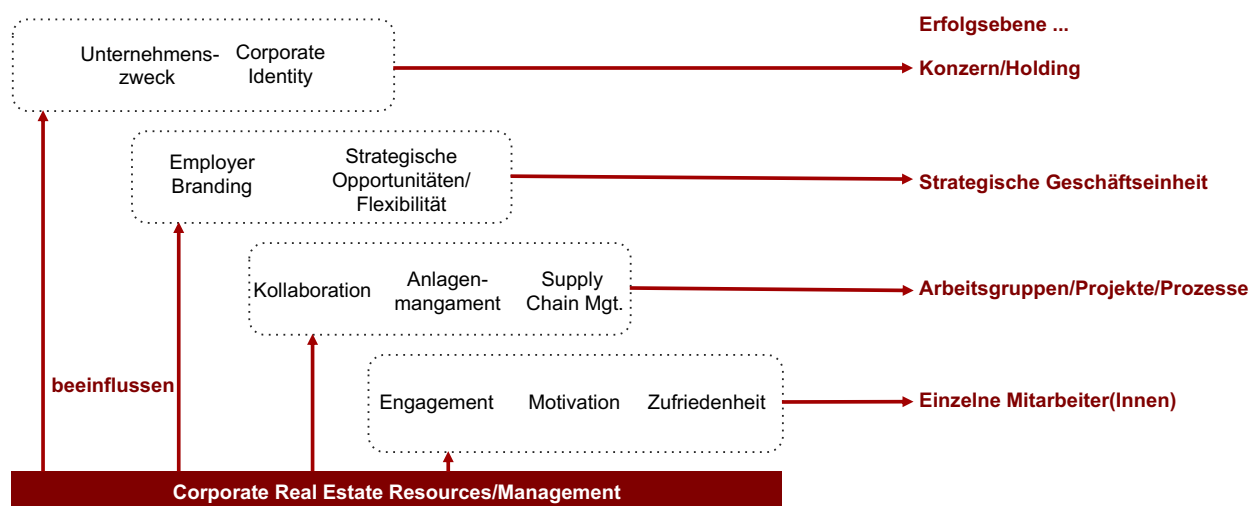 Erfolgsebene ...
Unternehmens-
zweck
Corporate
Identity
Konzern/Holding
Employer
Branding
Strategische
Opportunitäten/
Flexibilität
Strategische Geschäftseinheit
Kollaboration
Anlagen-
mangament
Supply
Chain Mgt.
Arbeitsgruppen/Projekte/Prozesse
beeinflussen
Engagement
Motivation
Zufriedenheit
Einzelne Mitarbeiter(Innen)
Corporate Real Estate Resources/Management